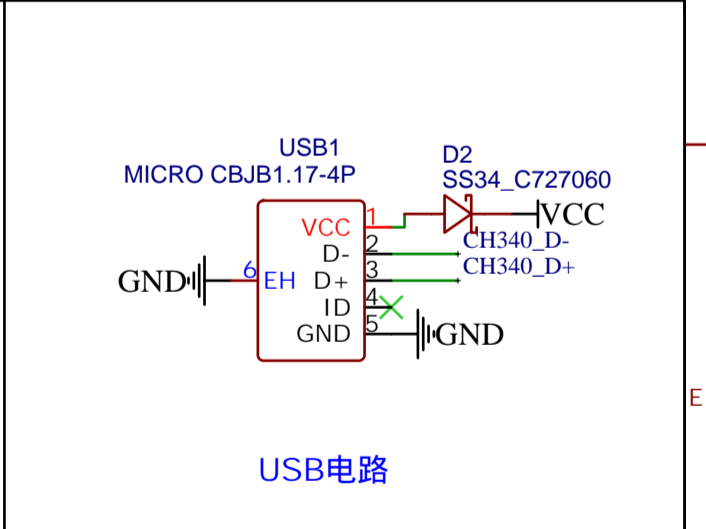 USB1
MICRO CBJB1.17-4P
D2
SS34_C727060
VCC 1
VCC
D- 2
CH340_D-
GND 6 EH D+ 3
CH340_D+
ID 4
GND 5 GND
E
USB电路